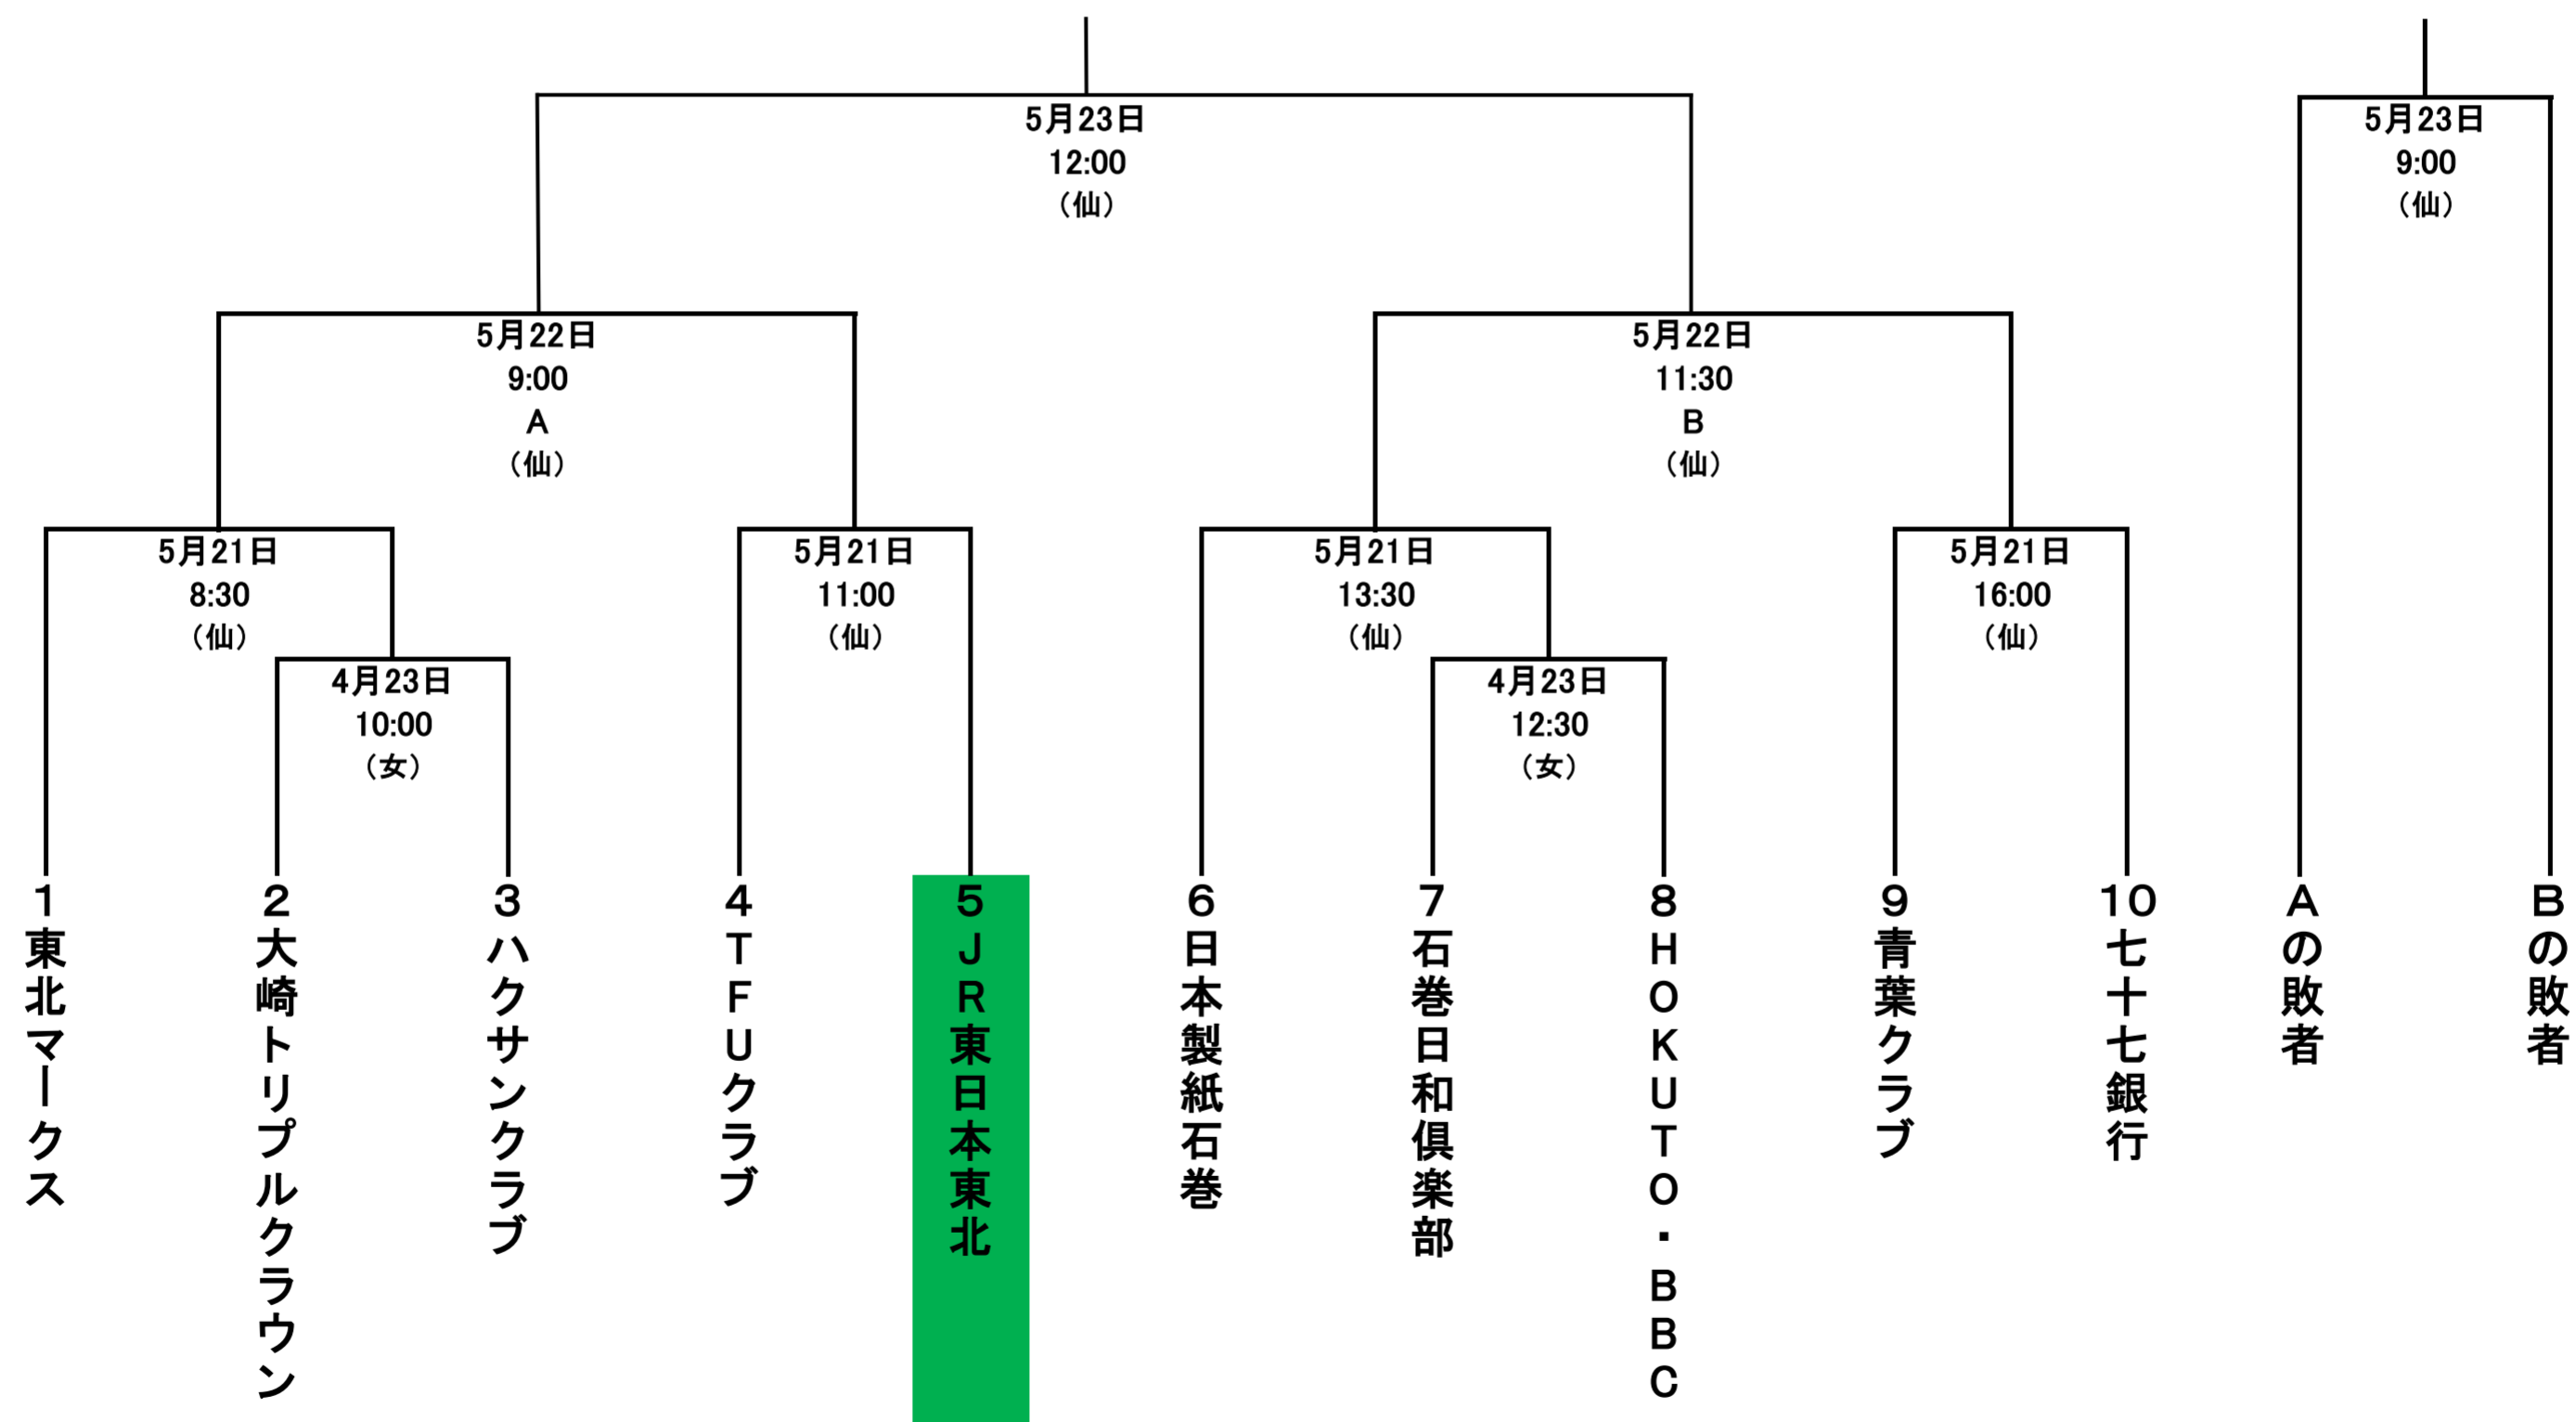 5月23日
12:00
（仙）
5月23日
9:00
（仙）
5月22日
9:00
A
（仙）
5月22日
11:30
B
（仙）
5月21日
8:30
（仙）
5月21日
11:00
（仙）
5月21日
13:30
（仙）
5月21日
16:00
（仙）
4月23日
10:00
（女）
4月23日
12:30
（女）
1東北マークス
2大崎トリプルクラウン
3ハクサンクラブ
4TFUクラブ
5JR東日本東北
6日本製紙石巻
7石巻日和倶楽部
8HOKUTO・BBC
9青葉クラブ
10七十七銀行
Aの敗者
Bの敗者